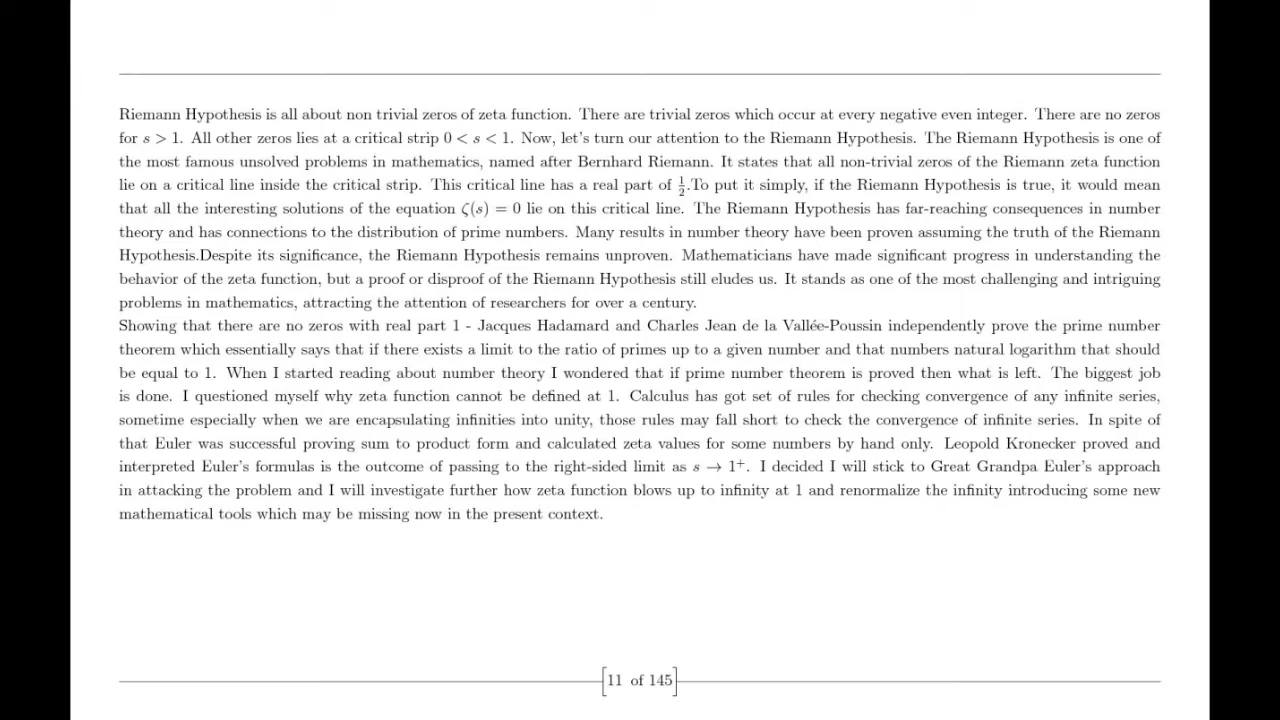 Riemann Hypothesis is all about non trivial zeros of zeta function. There are trivial zeros which occur at every negative even integer. There are no zeros
for s > 1. All other zeros lies at a critical strip 0 < s < 1. Now, let's turn our attention to the Riemann Hypothesis. The Riemann Hypothesis is one of
the most famous unsolved problems in mathematics, named after Bernhard Riemann. It states that all non-trivial zeros of the Riemann zeta function
lie on a critical line inside the critical strip. This critical line has a real part of 1/2.To put it simply, if the Riemann Hypothesis is true, it would mean
that all the interesting solutions of the equation ζ(s) = 0 lie on this critical line. The Riemann Hypothesis has far-reaching consequences in number
theory and has connections to the distribution of prime numbers. Many results in number theory have been proven assuming the truth of the Riemann
Hypothesis.Despite its significance, the Riemann Hypothesis remains unproven. Mathematicians have made significant progress in understanding the
behavior of the zeta function, but a proof or disproof of the Riemann Hypothesis still eludes us. It stands as one of the most challenging and intriguing
problems in mathematics, attracting the attention of researchers for over a century.
Showing that there are no zeros with real part 1 - Jacques Hadamard and Charles Jean de la Vallée-Poussin independently prove the prime number
theorem which essentially says that if there exists a limit to the ratio of primes up to a given number and that numbers natural logarithm that should
be equal to 1. When I started reading about number theory I wondered that if prime number theorem is proved then what is left. The biggest job
is done. I questioned myself why zeta function cannot be defined at 1. Calculus has got set of rules for checking convergence of any infinite series,
sometime especially when we are encapsulating infinities into unity, those rules may fall short to check the convergence of infinite series. In spite of
that Euler was successful proving sum to product form and calculated zeta values for some numbers by hand only. Leopold Kronecker proved and
interpreted Euler's formulas is the outcome of passing to the right-sided limit as s → 1⁺. I decided I will stick to Great Grandpa Euler's approach
in attacking the problem and I will investigate further how zeta function blows up to infinity at 1 and renormalize the infinity introducing some new
mathematical tools which may be missing now in the present context.
[11 of 145]